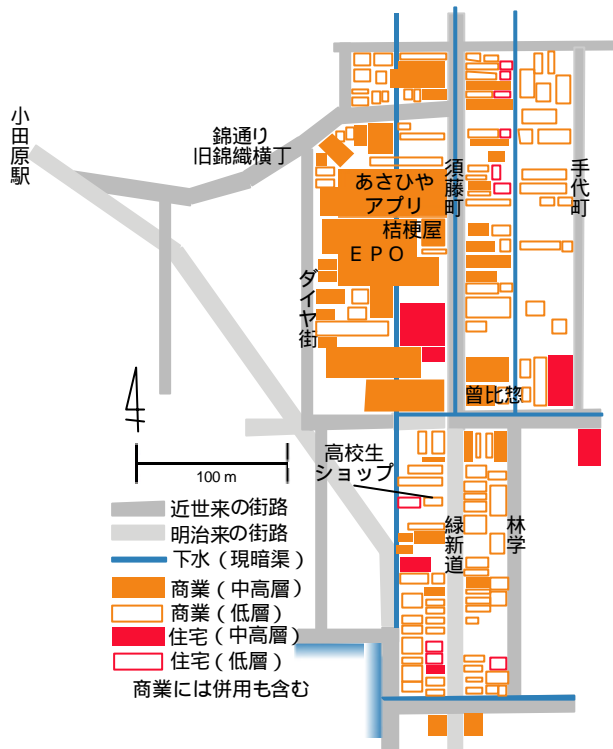 小田原駅
錦通り
旧錦織横丁
あさひや
アプリ
桔梗屋
ＥＰＯ
須藤町
手代町
ダイヤ街
曾比惣
100 m
高校生
ショップ
緑新道
林学
近世来の街路
明治来の街路
下水（現暗渠）
商業（中高層）
商業（低層）
住宅（中高層）
住宅（低層）
商業には併用も含む